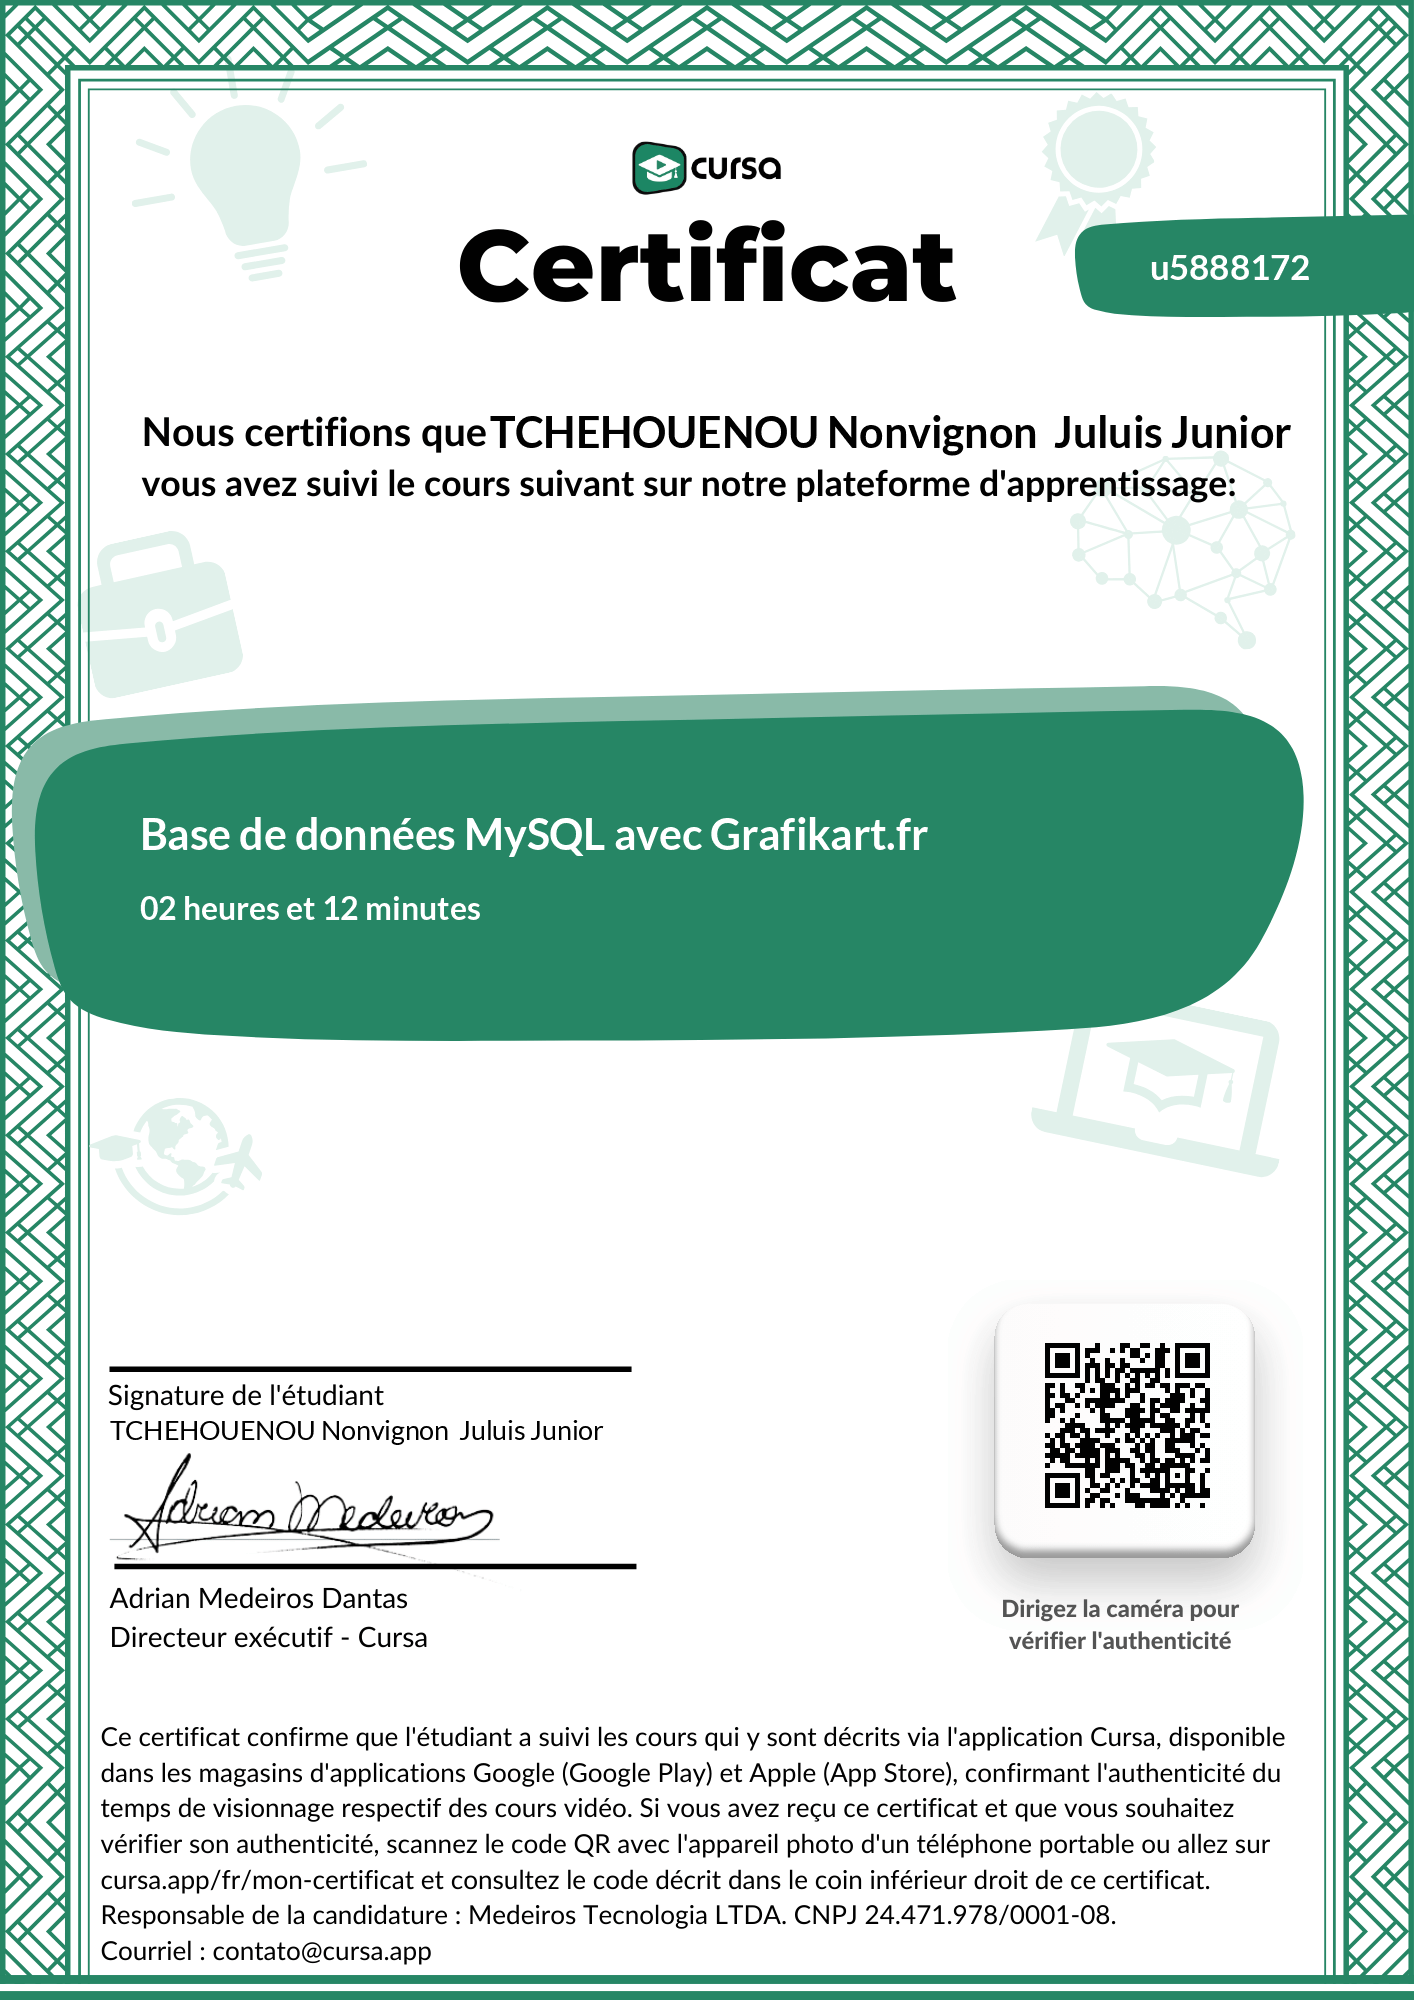 cursa
Certificat
u5888172
Nous certifions que TCHEHOUENOU Nonvignon  Juluis Junior
vous avez suivi le cours suivant sur notre plateforme d'apprentissage:
Base de données MySQL avec Grafikart.fr
02 heures et 12 minutes
Signature de l'étudiant
TCHEHOUENOU Nonvignon  Juluis Junior
Adrian Medeiros
Adrian Medeiros Dantas
Directeur exécutif - Cursa
Dirigez la caméra pour
vérifier l'authenticité
Ce certificat confirme que l'étudiant a suivi les cours qui y sont décrits via l'application Cursa, disponible
dans les magasins d'applications Google (Google Play) et Apple (App Store), confirmant l'authenticité du
temps de visionnage respectif des cours vidéo. Si vous avez reçu ce certificat et que vous souhaitez
vérifier son authenticité, scannez le code QR avec l'appareil photo d'un téléphone portable ou allez sur
cursa.app/fr/mon-certificat et consultez le code décrit dans le coin inférieur droit de ce certificat.
Responsable de la candidature : Medeiros Tecnologia LTDA. CNPJ 24.471.978/0001-08.
Courriel : contato@cursa.app